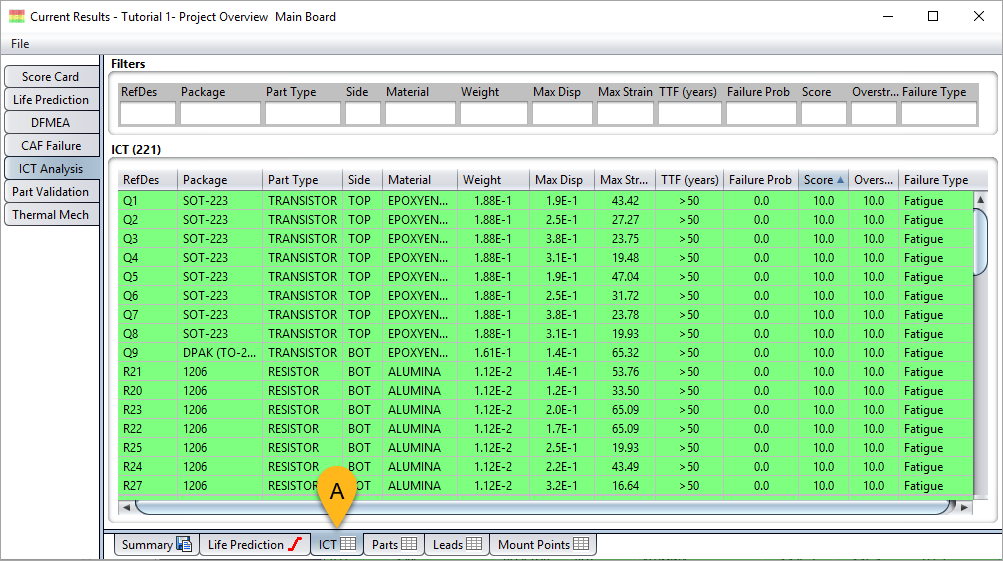 Current Results - Tutorial 1- Project Overview Main Board
File
Score Card
Life Prediction
DFMEA
CAF Failure
ICT Analysis
Part Validation
Thermal Mech
Filters
RefDes Package Part Type Side Material Weight Max Disp Max Strain TTF (years) Failure Prob Score Overstr... Failure Type
ICT (221)
RefDes Package Part Type Side Material Weight Max Disp Max Str... TTF (years) Failure Prob Score Overs... Failure Type
Q1 SOT-223 TRANSISTOR TOP EPOXYEN... 1.88E-1 1.9E-1 43.42 >50 0.0 10.0 10.0 Fatigue
Q2 SOT-223 TRANSISTOR TOP EPOXYEN... 1.88E-1 2.5E-1 27.27 >50 0.0 10.0 10.0 Fatigue
Q3 SOT-223 TRANSISTOR TOP EPOXYEN... 1.88E-1 3.8E-1 23.75 >50 0.0 10.0 10.0 Fatigue
Q4 SOT-223 TRANSISTOR TOP EPOXYEN... 1.88E-1 3.1E-1 19.48 >50 0.0 10.0 10.0 Fatigue
Q5 SOT-223 TRANSISTOR TOP EPOXYEN... 1.88E-1 1.9E-1 47.04 >50 0.0 10.0 10.0 Fatigue
Q6 SOT-223 TRANSISTOR TOP EPOXYEN... 1.88E-1 2.5E-1 31.72 >50 0.0 10.0 10.0 Fatigue
Q7 SOT-223 TRANSISTOR TOP EPOXYEN... 1.88E-1 3.8E-1 23.78 >50 0.0 10.0 10.0 Fatigue
Q8 SOT-223 TRANSISTOR TOP EPOXYEN... 1.88E-1 3.1E-1 19.93 >50 0.0 10.0 10.0 Fatigue
Q9 DPAK (TO-2... TRANSISTOR BOT EPOXYEN... 1.61E-1 1.4E-1 65.32 >50 0.0 10.0 10.0 Fatigue
R21 1206 RESISTOR BOT ALUMINA 1.12E-2 1.4E-1 53.76 >50 0.0 10.0 10.0 Fatigue
R20 1206 RESISTOR BOT ALUMINA 1.12E-2 1.2E-1 33.50 >50 0.0 10.0 10.0 Fatigue
R23 1206 RESISTOR BOT ALUMINA 1.12E-2 2.0E-1 65.09 >50 0.0 10.0 10.0 Fatigue
R22 1206 RESISTOR BOT ALUMINA 1.12E-2 1.7E-1 65.09 >50 0.0 10.0 10.0 Fatigue
R25 1206 RESISTOR BOT ALUMINA 1.12E-2 2.5E-1 19.93 >50 0.0 10.0 10.0 Fatigue
R24 1206 RESISTOR BOT ALUMINA 1.12E-2 2.2E-1 43.49 >50 0.0 10.0 10.0 Fatigue
R27 1206 RESISTOR BOT ALUMINA 1.12E-2 3.2E-1 16.64 >50 0.0 10.0 10.0 Fatigue
A
Summary Life Prediction ICT Parts Leads Mount Points